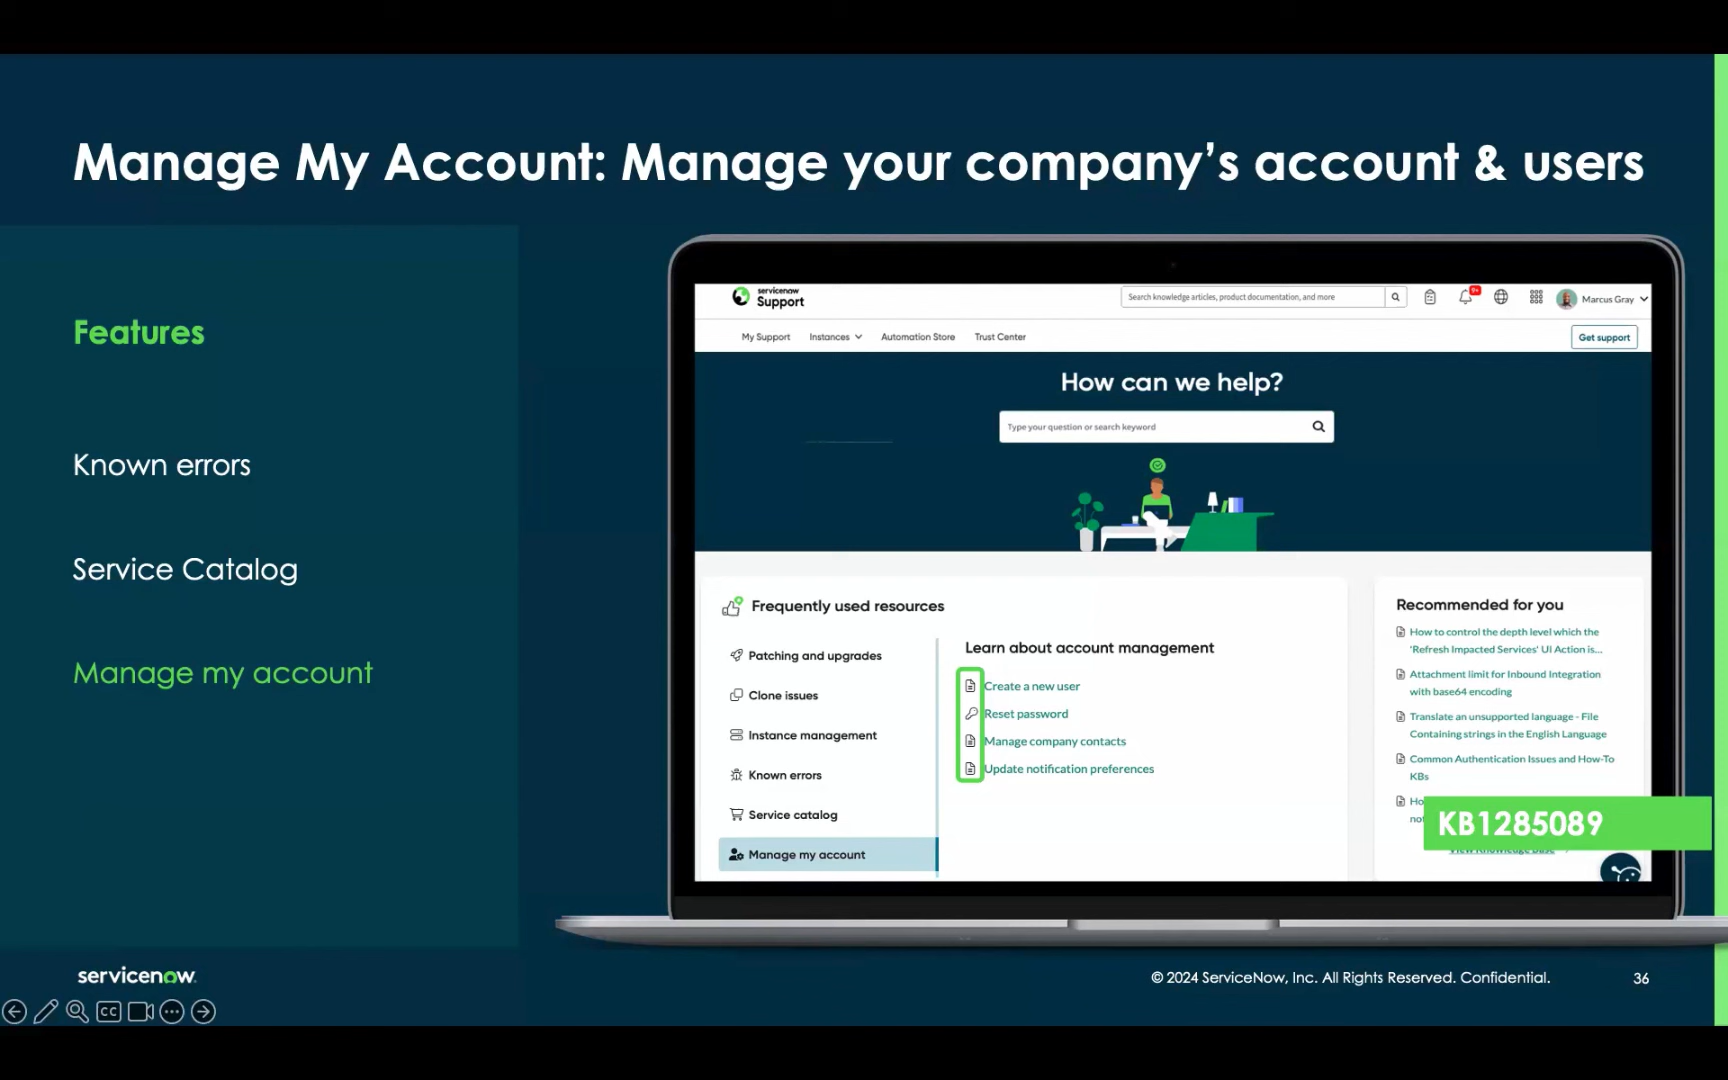 Manage My Account: Manage your company’s account & users
Features
Known errors
Service Catalog
Manage my account
servicenow
Support
Search knowledge articles, product documentation, and more
9+
Marcus Gray
My Support
Instances
Automation Store
Trust Center
Get support
How can we help?
Type your question or search keyword
Frequently used resources
Patching and upgrades
Clone issues
Instance management
Known errors
Service catalog
Manage my account
Learn about account management
Create a new user
Reset password
Manage company contacts
Update notification preferences
Recommended for you
How to control the depth level which the
'Refresh Impacted Services' UI Action is...
Attachment limit for Inbound Integration
with base64 encoding
Translate an unsupported language - File
Containing strings in the English Language
Common Authentication Issues and How-To
KBs
KB1285089
View Knowledge Base
servicenow
© 2024 ServiceNow, Inc. All Rights Reserved. Confidential.
36
CC